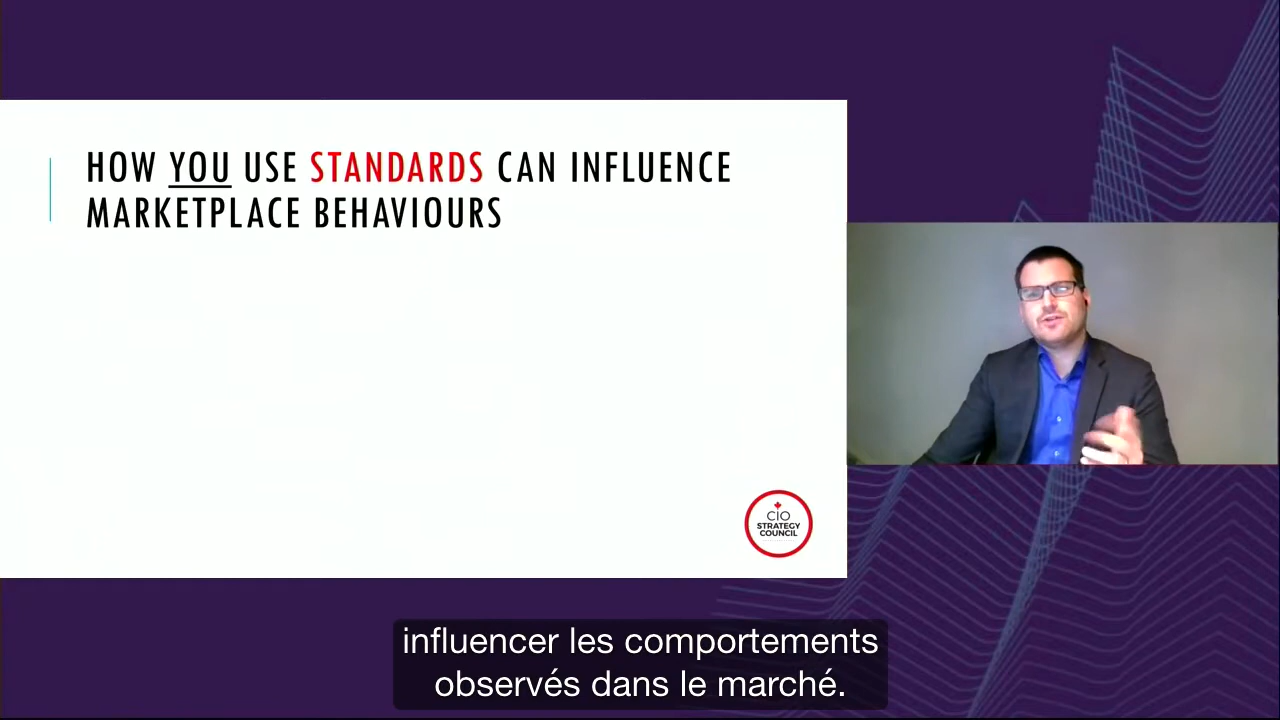 HOW YOU USE STANDARDS CAN INFLUENCE
MARKETPLACE BEHAVIOURS
CIO
STRATEGY
COUNCIL
influencer les comportements
observés dans le marché.